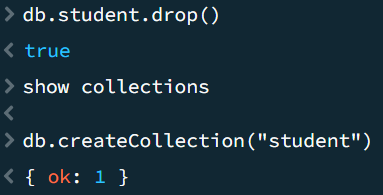 > db.student.drop()
< true
> show collections
<
> db.createCollection("student")
< { ok: 1 }